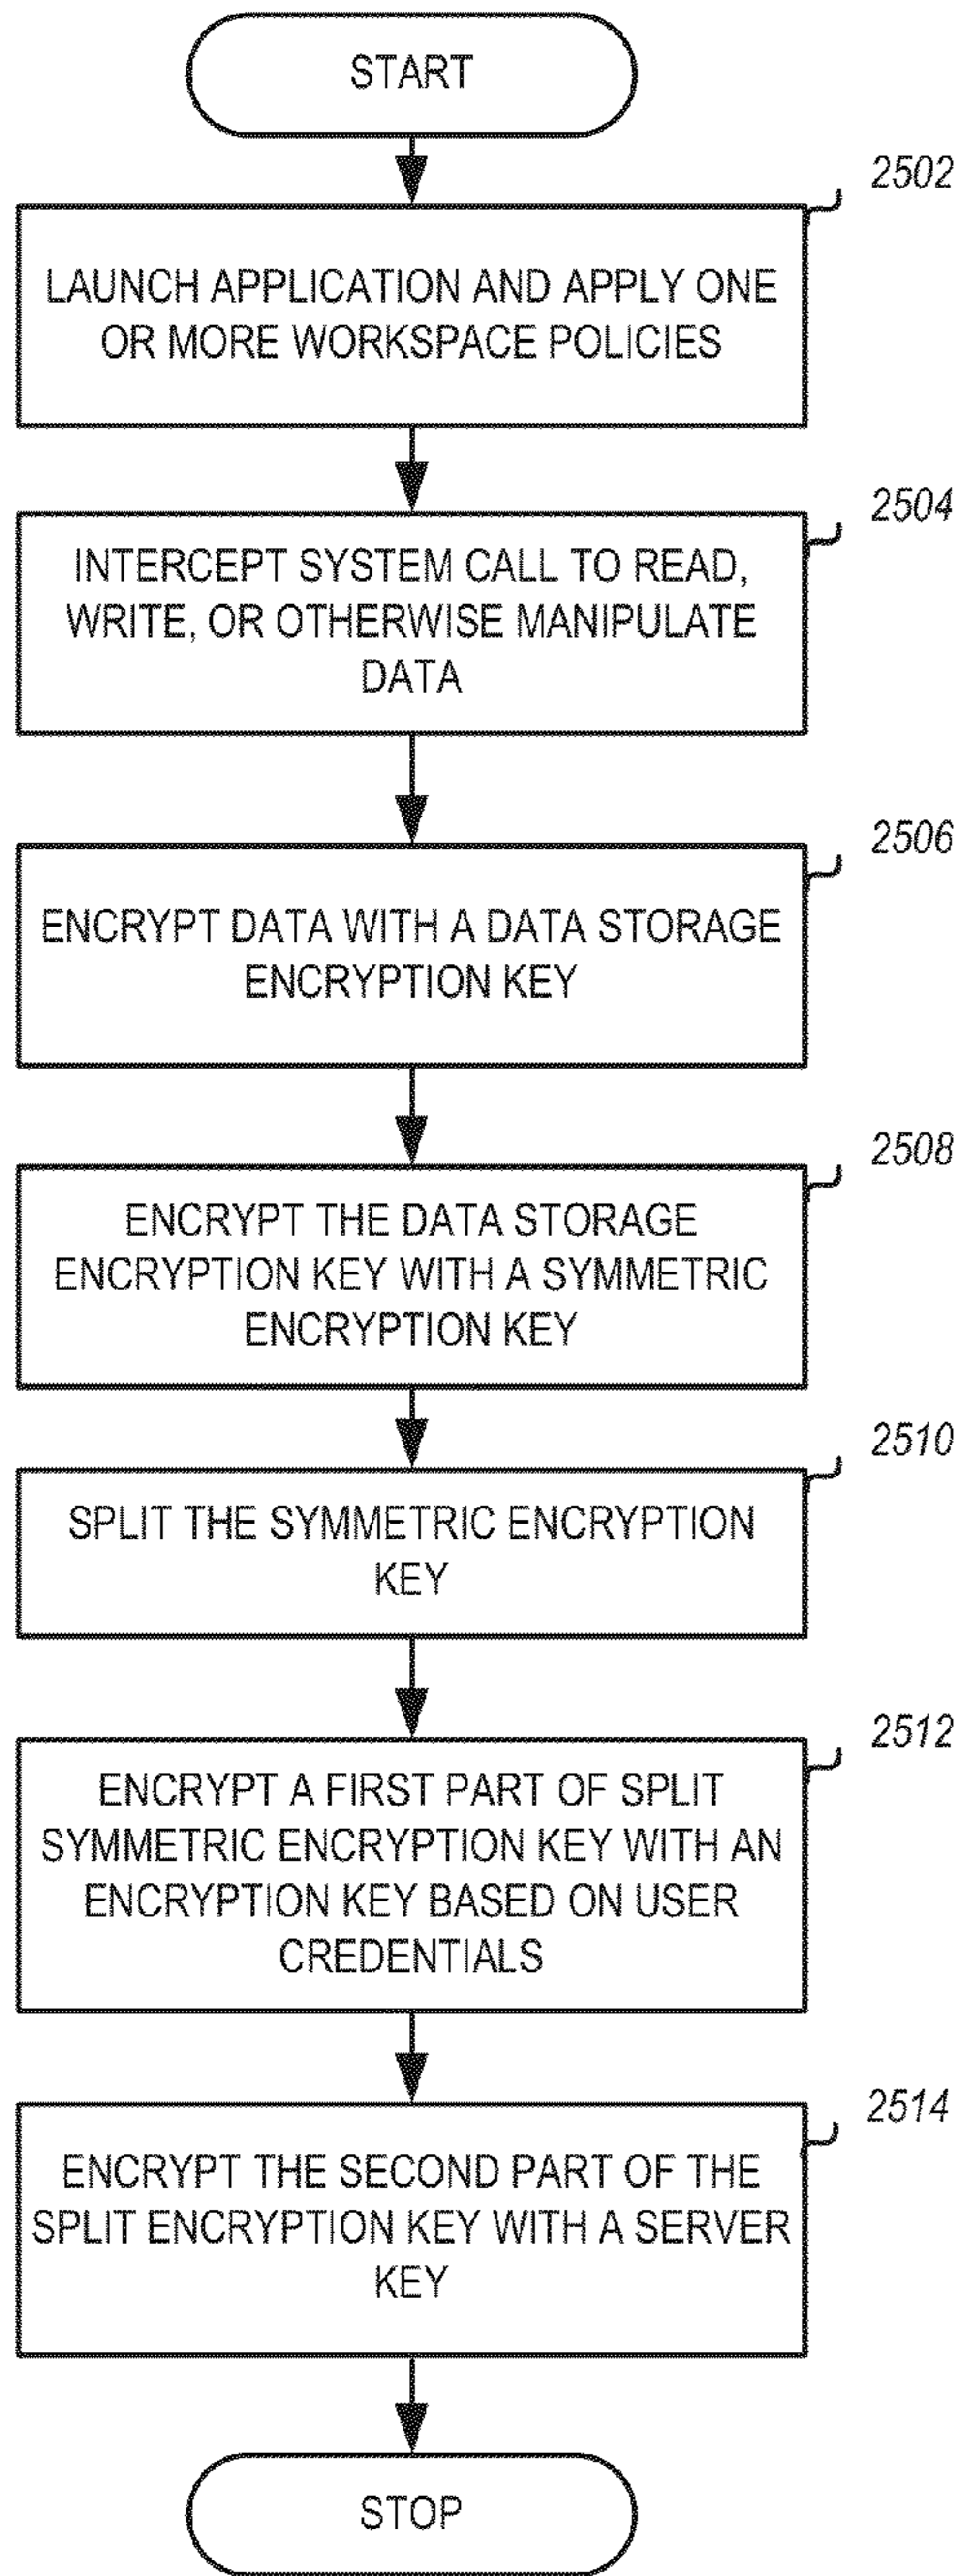 START
2502
LAUNCH APPLICATION AND APPLY ONE
OR MORE WORKSPACE POLICIES
2504
INTERCEPT SYSTEM CALL TO READ,
WRITE, OR OTHERWISE MANIPULATE
DATA
2506
ENCRYPT DATA WITH A DATA STORAGE
ENCRYPTION KEY
2508
ENCRYPT THE DATA STORAGE
ENCRYPTION KEY WITH A SYMMETRIC
ENCRYPTION KEY
2510
SPLIT THE SYMMETRIC ENCRYPTION
KEY
2512
ENCRYPT A FIRST PART OF SPLIT
SYMMETRIC ENCRYPTION KEY WITH AN
ENCRYPTION KEY BASED ON USER
CREDENTIALS
2514
ENCRYPT THE SECOND PART OF THE
SPLIT ENCRYPTION KEY WITH A SERVER
KEY
STOP